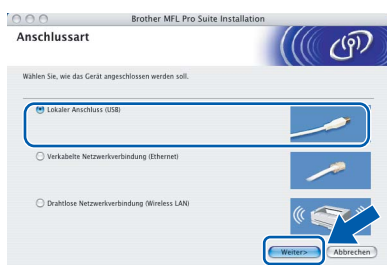 Brother MFL Pro Suite Installation
Anschlussart
Wählen Sie, wie das Gerät angeschlossen werden soll.
Lokaler Anschluss (USB)
Verkabelte Netzwerkverbindung (Ethernet)
Drahtlose Netzwerkverbindung (Wireless LAN)
Weiter> Abbrechen